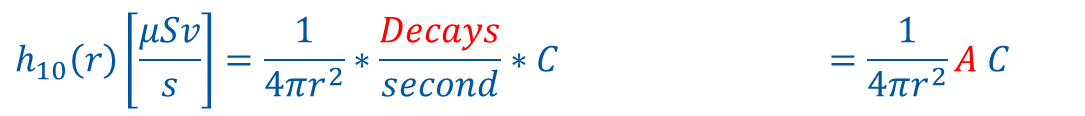 h₁₀(r) [μSv/s] = 1/4πr² * Decays/second * C = 1/4πr² A C